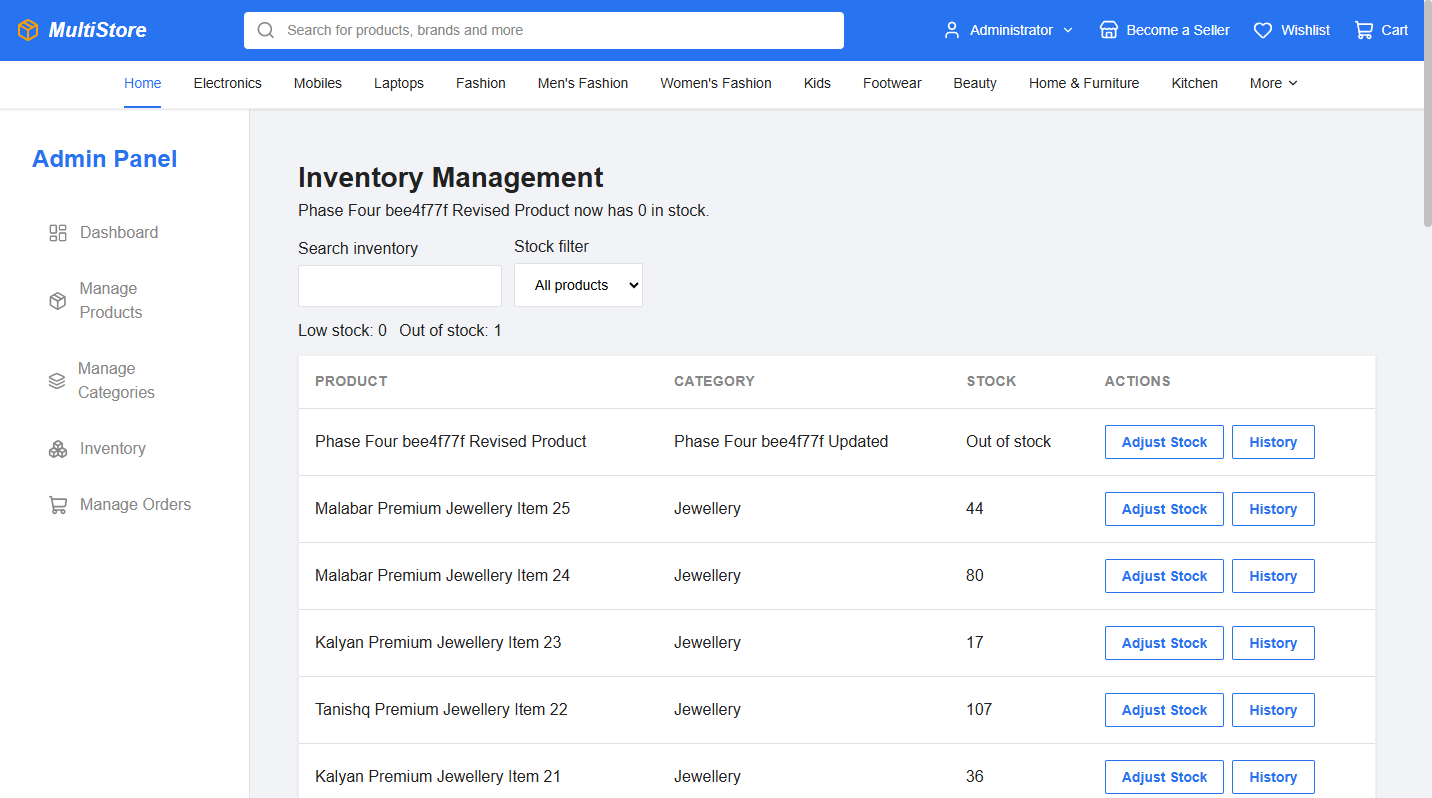 MultiStore
Search for products, brands and more
Administrator
Become a Seller
Wishlist
Cart
Home Electronics Mobiles Laptops Fashion Men's Fashion Women's Fashion Kids Footwear Beauty Home & Furniture Kitchen More
Admin Panel
Dashboard
Manage
Products
Manage
Categories
Inventory
Manage Orders
Inventory Management
Phase Four bee4f77f Revised Product now has 0 in stock.
Search inventory
Stock filter
All products
Low stock: 0 Out of stock: 1
PRODUCT CATEGORY STOCK ACTIONS
Phase Four bee4f77f Revised Product Phase Four bee4f77f Updated Out of stock Adjust Stock History
Malabar Premium Jewellery Item 25 Jewellery 44 Adjust Stock History
Malabar Premium Jewellery Item 24 Jewellery 80 Adjust Stock History
Kalyan Premium Jewellery Item 23 Jewellery 17 Adjust Stock History
Tanishq Premium Jewellery Item 22 Jewellery 107 Adjust Stock History
Kalyan Premium Jewellery Item 21 Jewellery 36 Adjust Stock History